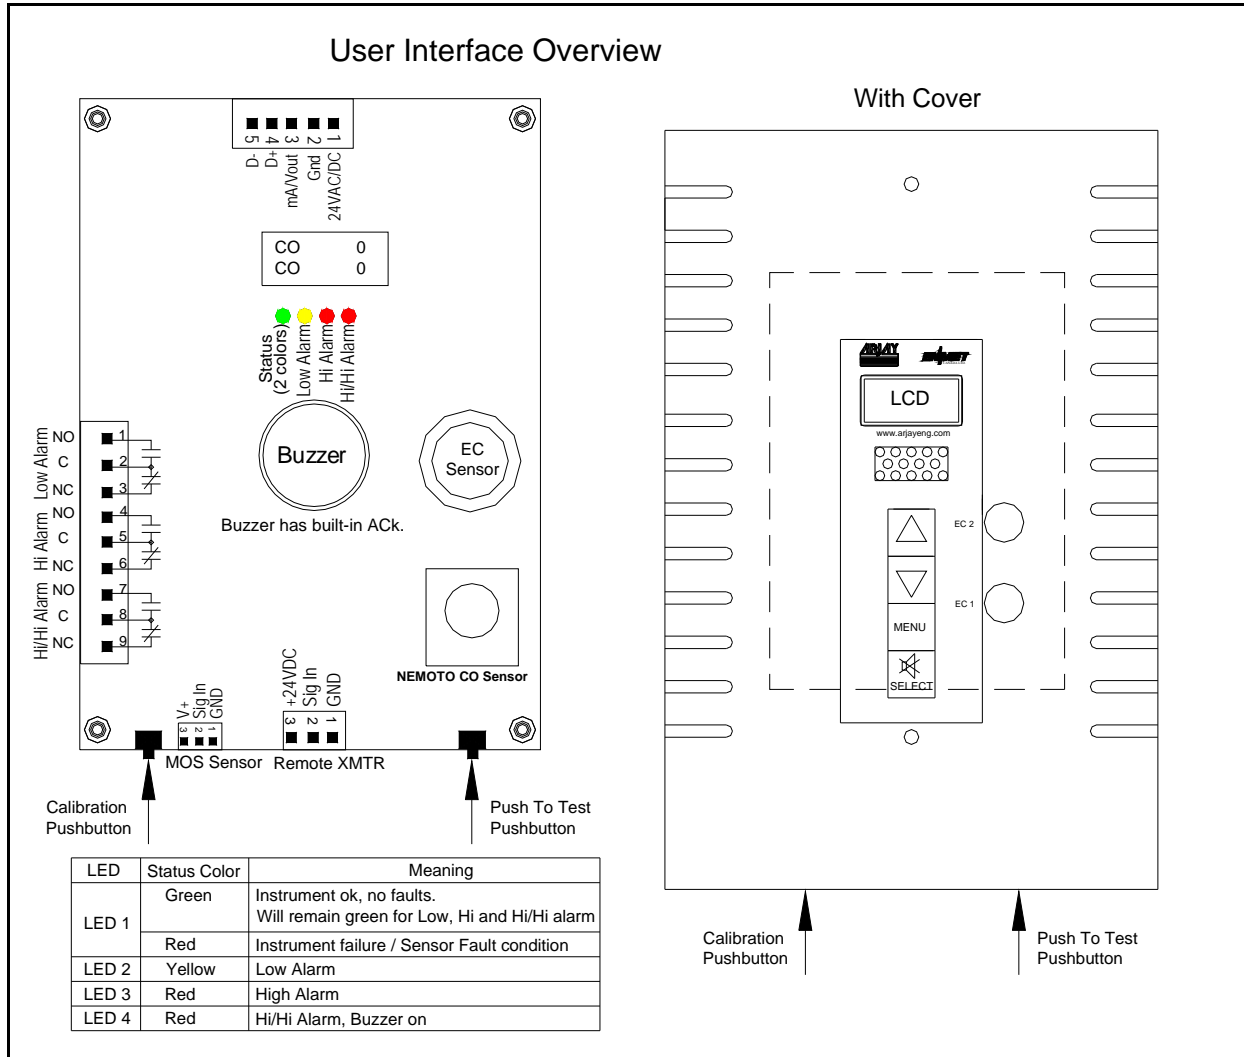 User Interface Overview
With Cover
5 4 3 2 1
D-
D+
mA/Vout
Gnd
24VAC/DC
CO 0
CO 0
Status
(2 colors)
Low Alarm
Hi Alarm
Hi/Hi Alarm
Buzzer
EC
Sensor
Buzzer has built-in ACk.
Low Alarm
NO 1
C 2
NC 3
Hi Alarm
NO 4
C 5
NC 6
Hi/Hi Alarm
NO 7
C 8
NC 9
NEMOTO CO Sensor
V+
Sig In
GND
3 2 1
MOS Sensor
+24VDC
Sig In
GND
3 2 1
Remote XMTR
Calibration
Pushbutton
Push To Test
Pushbutton
ARJAY
LCD
www.arjayeng.com
EC 2
EC 1
MENU
SELECT
Calibration
Pushbutton
Push To Test
Pushbutton
LED Status Color Meaning
LED 1 Green Instrument ok, no faults.
Will remain green for Low, Hi and Hi/Hi alarm
Red Instrument failure / Sensor Fault condition
LED 2 Yellow Low Alarm
LED 3 Red High Alarm
LED 4 Red Hi/Hi Alarm, Buzzer on